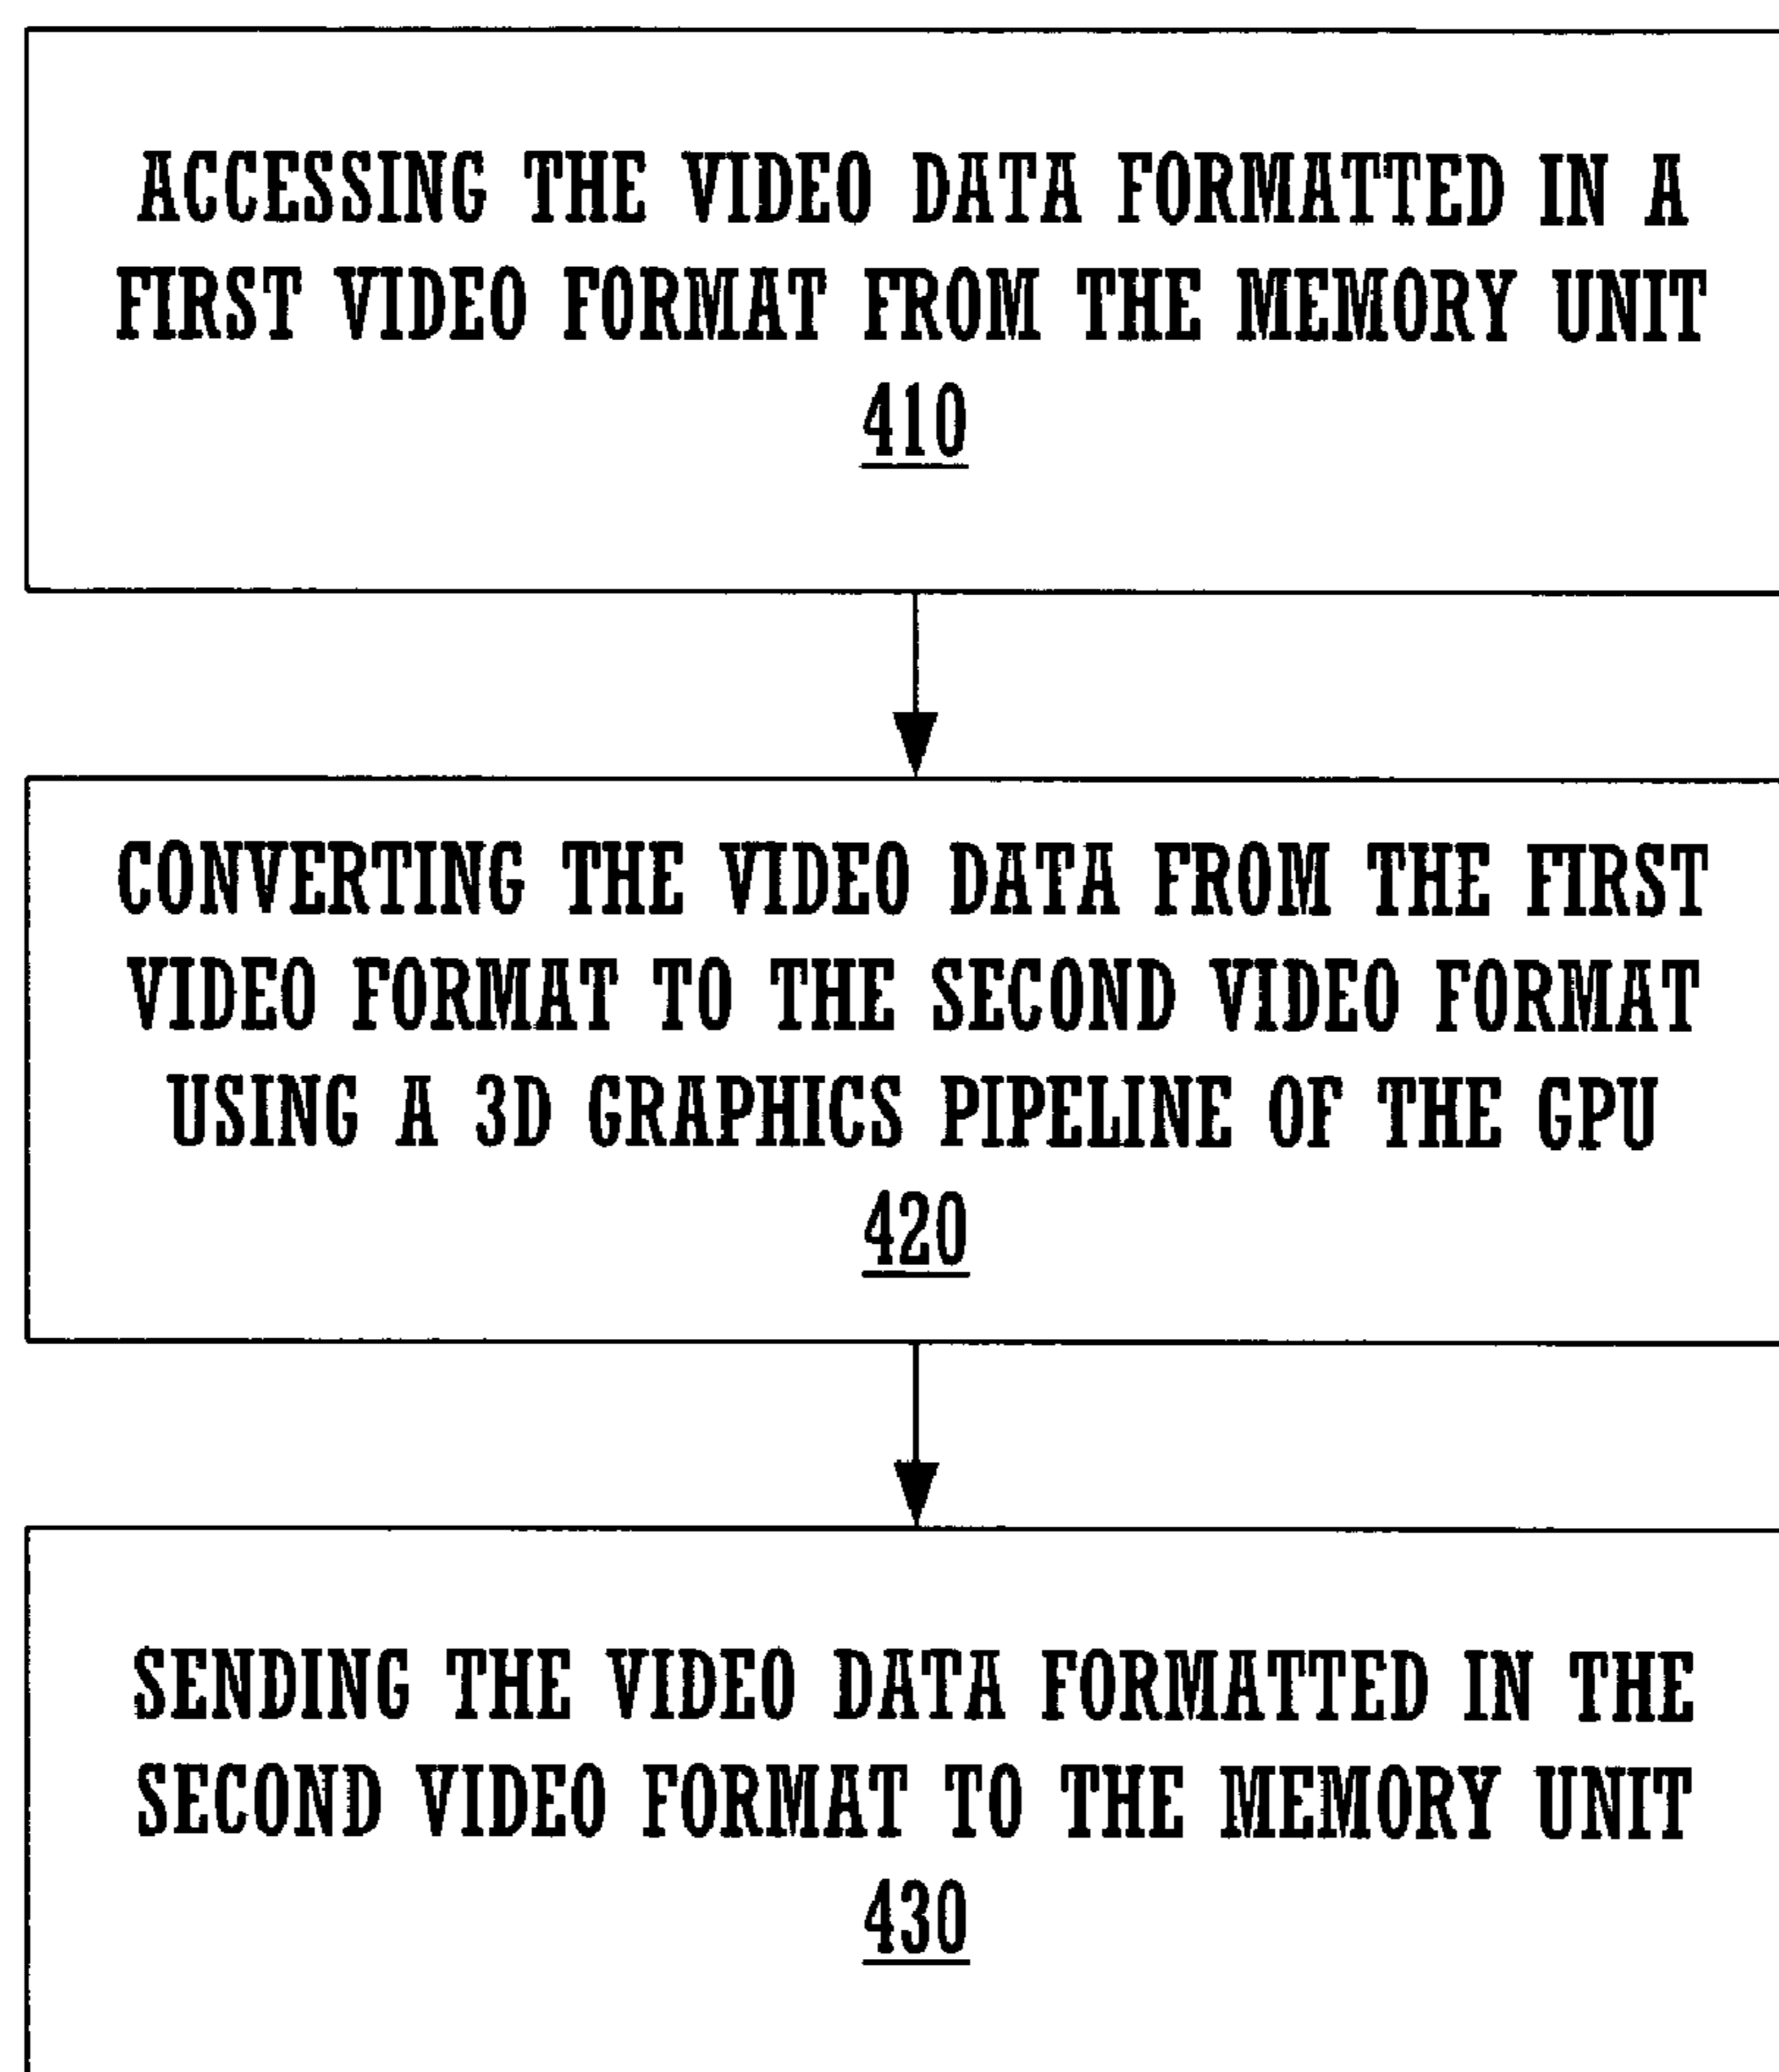 ACCESSING THE VIDEO DATA FORMATTED IN A
FIRST VIDEO FORMAT FROM THE MEMORY UNIT
410
CONVERTING THE VIDEO DATA FROM THE FIRST
VIDEO FORMAT TO THE SECOND VIDEO FORMAT
USING A 3D GRAPHICS PIPELINE OF THE GPU
420
SENDING THE VIDEO DATA FORMATTED IN THE
SECOND VIDEO FORMAT TO THE MEMORY UNIT
430